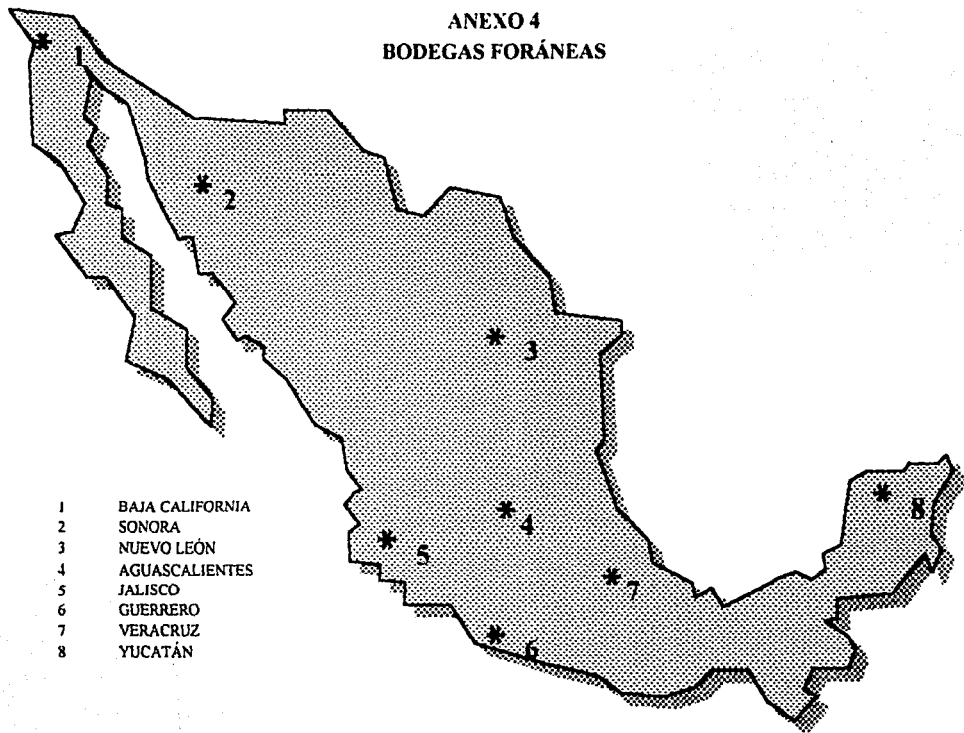 ANEXO 4
BODEGAS FORÁNEAS
1
2
3
4
5
6
7
8
1 BAJA CALIFORNIA
2 SONORA
3 NUEVO LEÓN
4 AGUASCALIENTES
5 JALISCO
6 GUERRERO
7 VERACRUZ
8 YUCATÁN